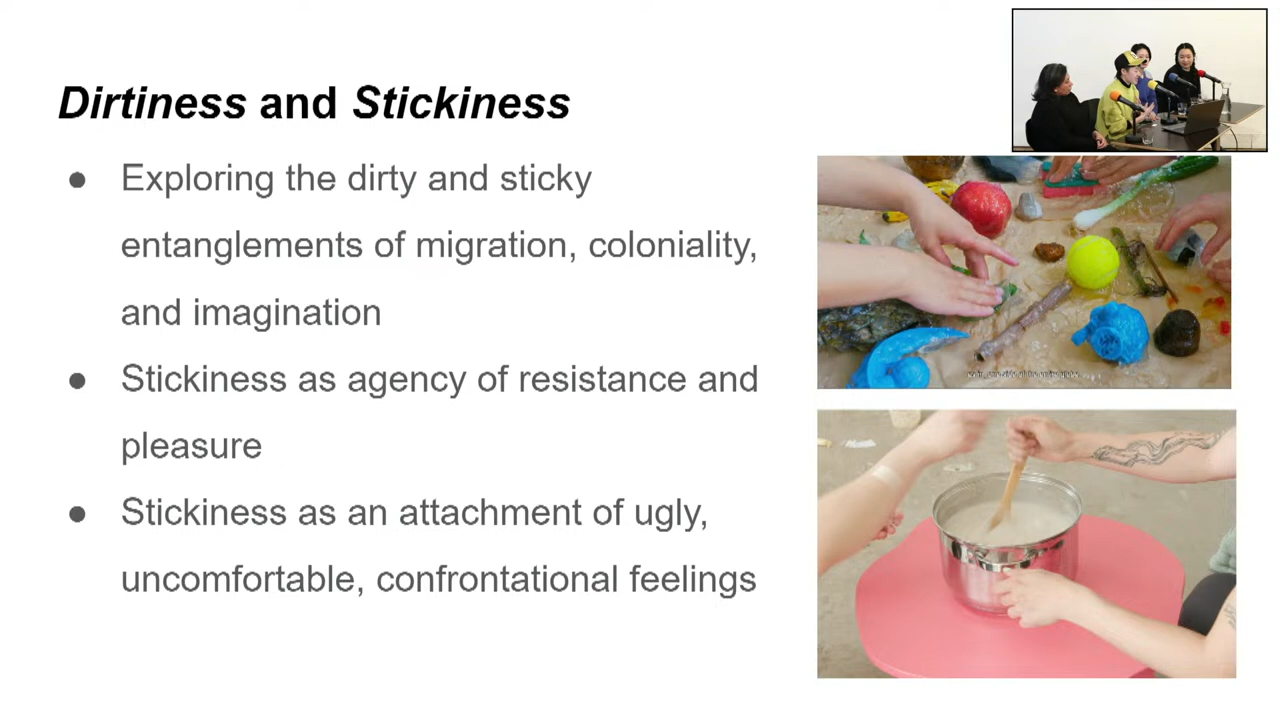 Dirtiness and Stickiness
● Exploring the dirty and sticky
entanglements of migration, coloniality,
and imagination
● Stickiness as agency of resistance and
pleasure
● Stickiness as an attachment of ugly,
uncomfortable, confrontational feelings